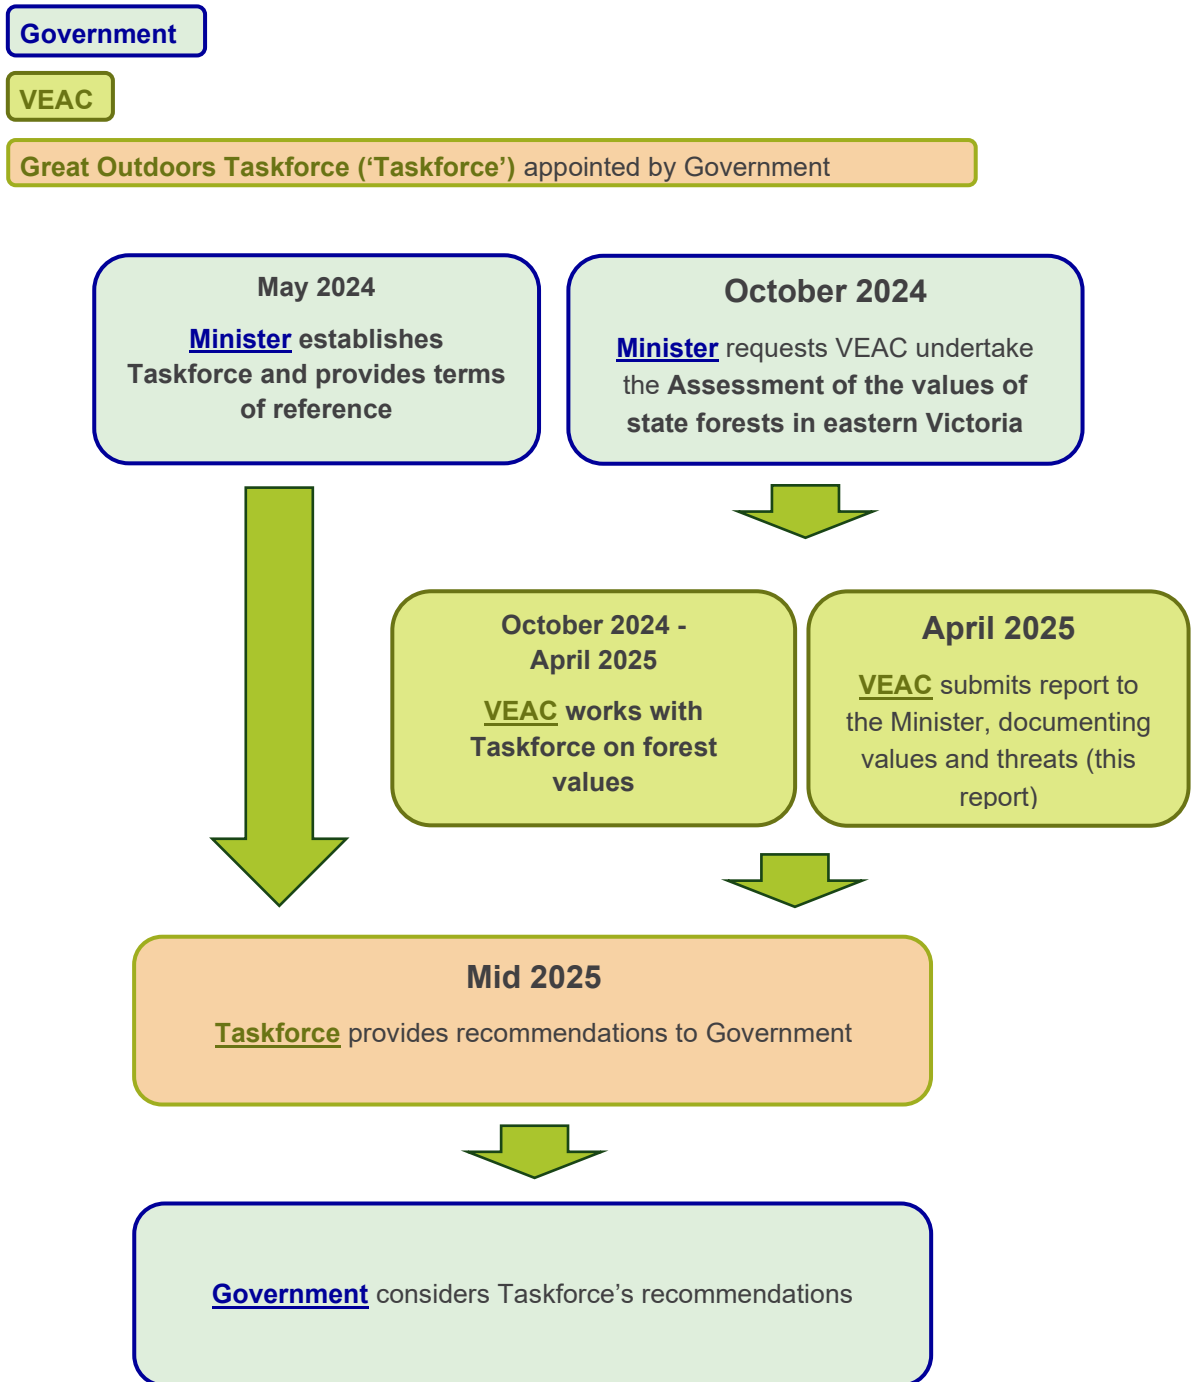 Government
VEAC
Great Outdoors Taskforce (‘Taskforce’) appointed by Government
May 2024
Minister establishes
Taskforce and provides terms
of reference
October 2024
Minister requests VEAC undertake
the Assessment of the values of
state forests in eastern Victoria
October 2024 -
April 2025
VEAC works with
Taskforce on forest
values
April 2025
VEAC submits report to
the Minister, documenting
values and threats (this
report)
Mid 2025
Taskforce provides recommendations to Government
Government considers Taskforce’s recommendations